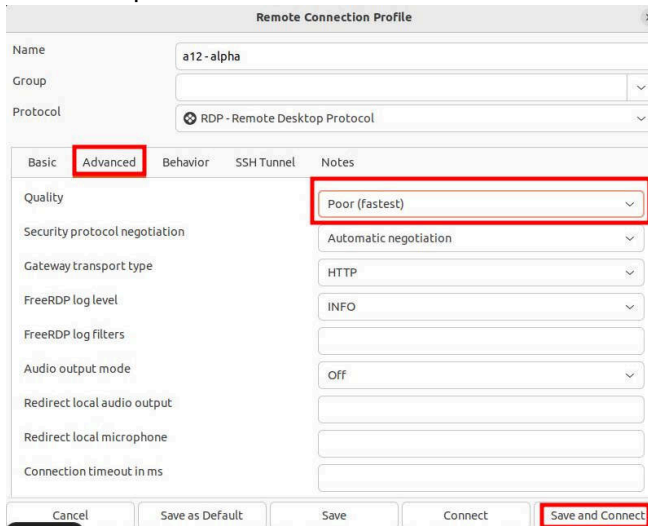 Remote Connection Profile
Name a12 - alpha
Group
Protocol RDP - Remote Desktop Protocol
Basic Advanced Behavior SSH Tunnel Notes
Quality Poor (fastest)
Security protocol negotiation Automatic negotiation
Gateway transport type HTTP
FreeRDP log level INFO
FreeRDP log filters
Audio output mode Off
Redirect local audio output
Redirect local microphone
Connection timeout in ms
Cancel Save as Default Save Connect Save and Connect